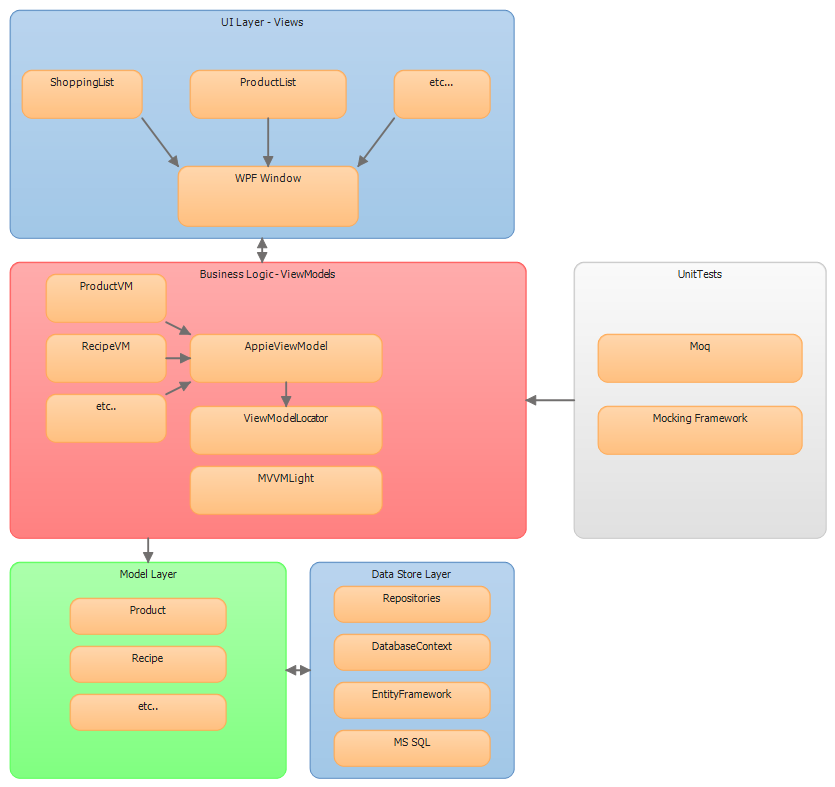 UI Layer - Views
ShoppingList
ProductList
etc...
WPF Window
Business Logic - ViewModels
ProductVM
RecipeVM
etc..
AppieViewModel
ViewModelLocator
MVVMLight
UnitTests
Moq
Mocking Framework
Model Layer
Product
Recipe
etc..
Data Store Layer
Repositories
DatabaseContext
EntityFramework
MS SQL